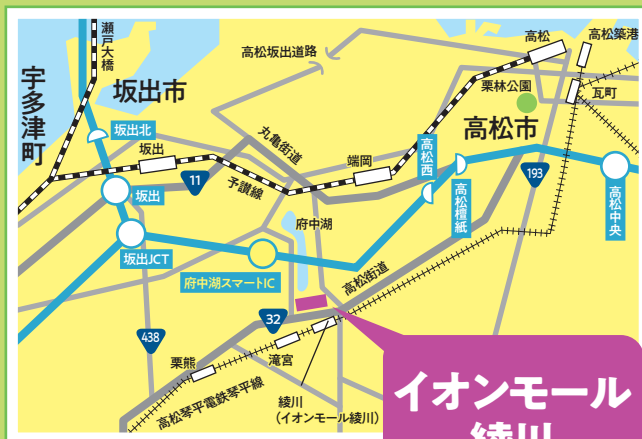 瀬戸大橋
高松坂出道路
高松
高松築港
宇多津町
坂出市
栗林公園
瓦町
坂出北
丸亀街道
高松市
坂出
端岡
高松西
高松檀紙
193
高松中央
坂出
11
予讃線
府中湖
坂出JCT
府中湖スマートIC
高松街道
32
438
栗熊
滝宮
高松琴平電鉄琴平線
綾川
(イオンモール綾川)
イオンモール
綾川